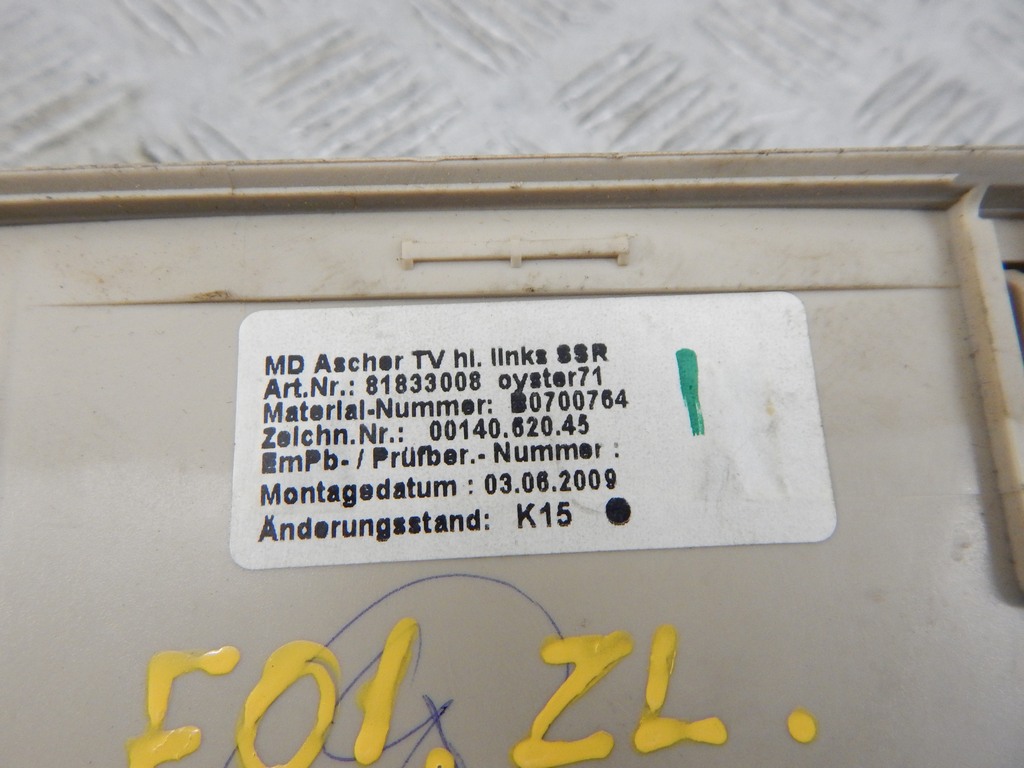 MD Ascher TV hl. links SSR
Art.Nr.: 81833008 oyster71
Material-Nummer: B0700764
Zeichn.Nr.: 00140.620.45
EmPb- / Prüfber.- Nummer :
Montagedatum : 03.06.2009
Änderungsstand: K15
F01. ZL.